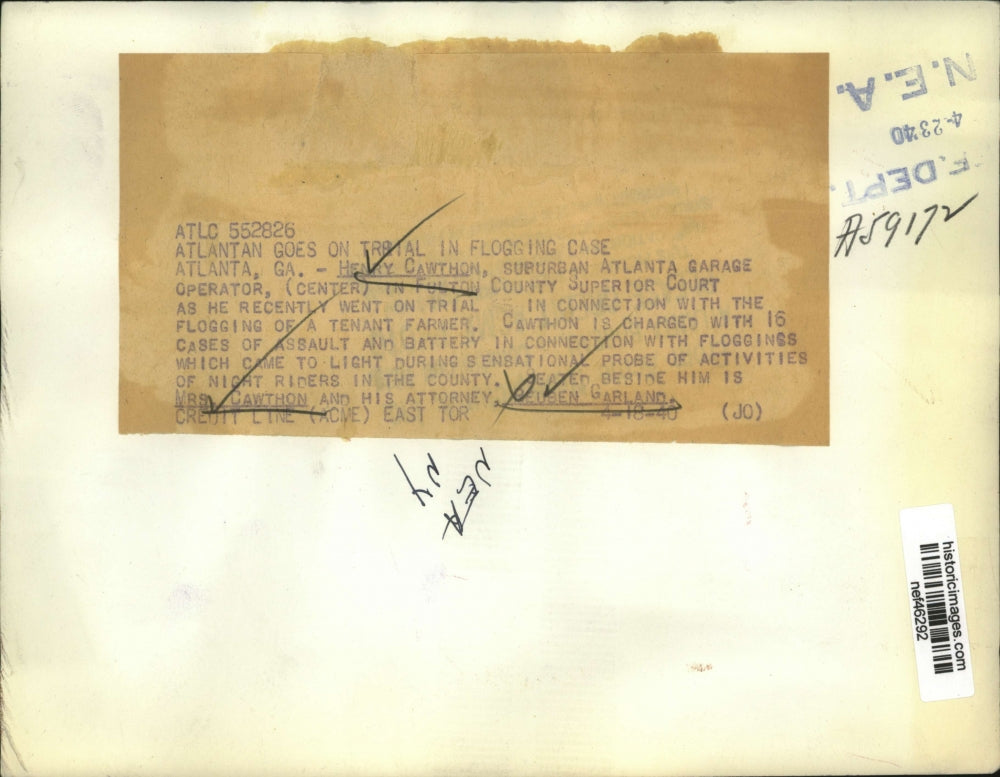 ATLC 552826
ATLANTAN GOES ON TRIAL IN FLOGGING CASE
ATLANTA, GA. - HENRY CAWTHON, SUBURBAN ATLANTA GARAGE
OPERATOR, (CENTER) IN FULTON COUNTY SUPERIOR COURT
AS HE RECENTLY WENT ON TRIAL IN CONNECTION WITH THE
FLOGGING OF A TENANT FARMER. CAWTHON IS CHARGED WITH 16
CASES OF ASSAULT AND BATTERY IN CONNECTION WITH FLOGGINGS
WHICH CAME TO LIGHT DURING SENSATIONAL PROBE OF ACTIVITIES
OF NIGHT RIDERS IN THE COUNTY. SEATED BESIDE HIM IS
MRS. CAWTHON AND HIS ATTORNEY, REUBEN GARLAND.
CREDIT LINE (ACME) EAST TOR 4-18-40 (JO)
N.E.A.
4-23'40
F. DEPT.
A59172
NEA
NY
historicimages.com
nef46292